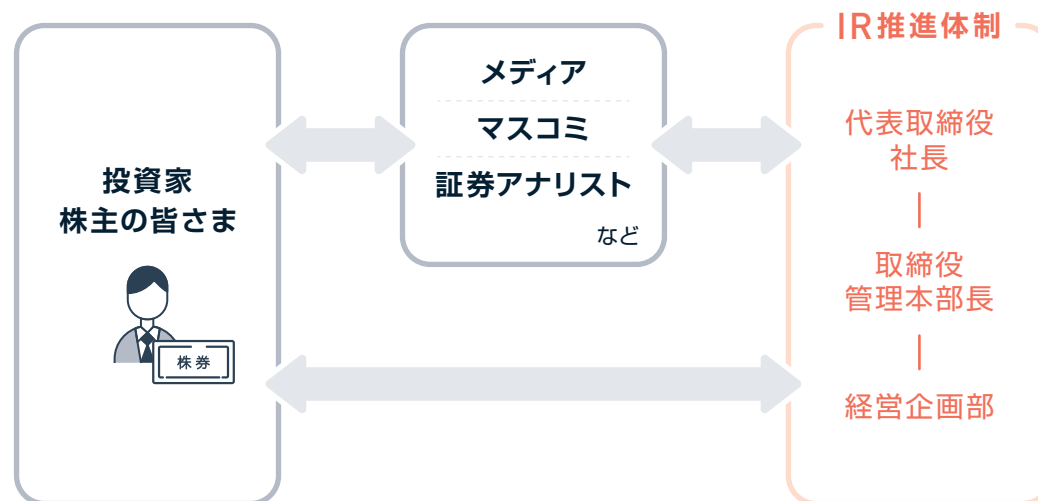 投資家
株主の皆さま
株券
メディア
マスコミ
証券アナリスト
など
IR推進体制
代表取締役
社長
取締役
管理本部長
経営企画部